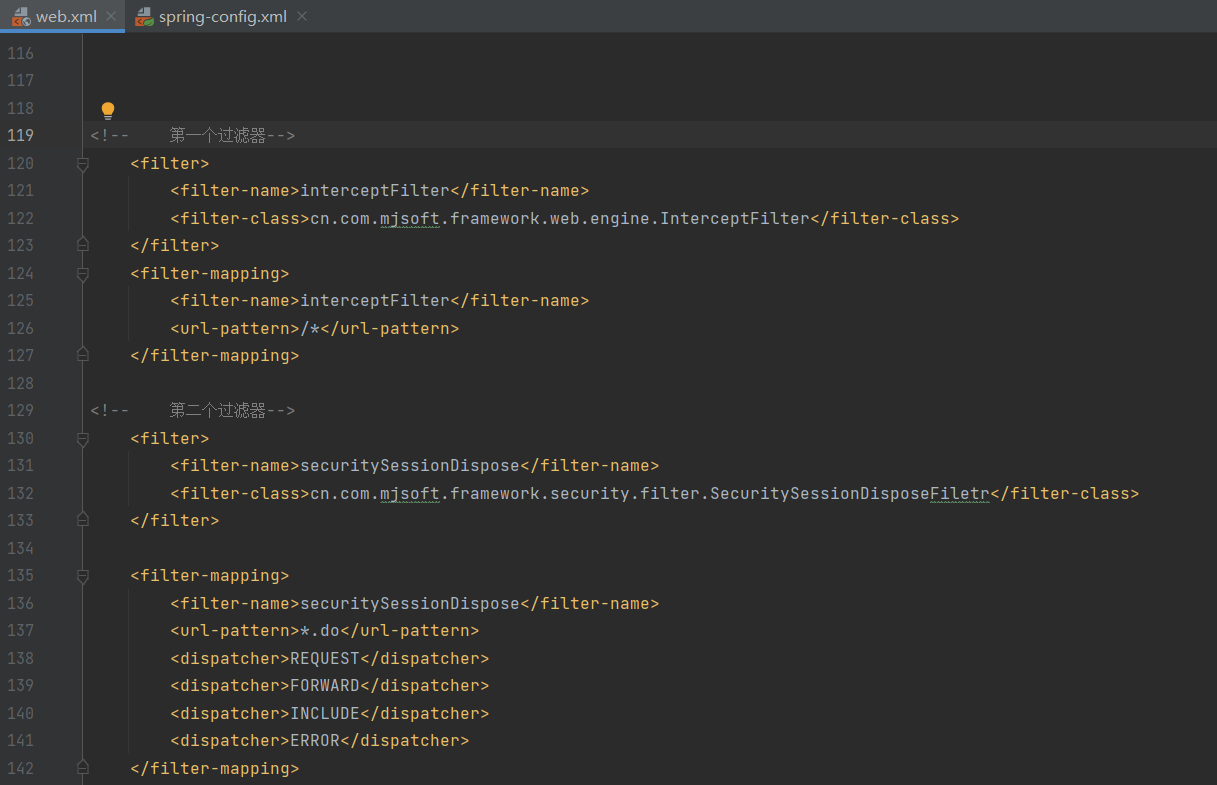 web.xml spring-config.xml
116
117
118
119 <!-- 第一个过滤器-->
120 <filter>
121 <filter-name>interceptFilter</filter-name>
122 <filter-class>cn.com.mjsoft.framework.web.engine.InterceptFilter</filter-class>
123 </filter>
124 <filter-mapping>
125 <filter-name>interceptFilter</filter-name>
126 <url-pattern>/*</url-pattern>
127 </filter-mapping>
128
129 <!-- 第二个过滤器-->
130 <filter>
131 <filter-name>securitySessionDispose</filter-name>
132 <filter-class>cn.com.mjsoft.framework.security.filter.SecuritySessionDisposeFiletr</filter-class>
133 </filter>
134
135 <filter-mapping>
136 <filter-name>securitySessionDispose</filter-name>
137 <url-pattern>*.do</url-pattern>
138 <dispatcher>REQUEST</dispatcher>
139 <dispatcher>FORWARD</dispatcher>
140 <dispatcher>INCLUDE</dispatcher>
141 <dispatcher>ERROR</dispatcher>
142 </filter-mapping>